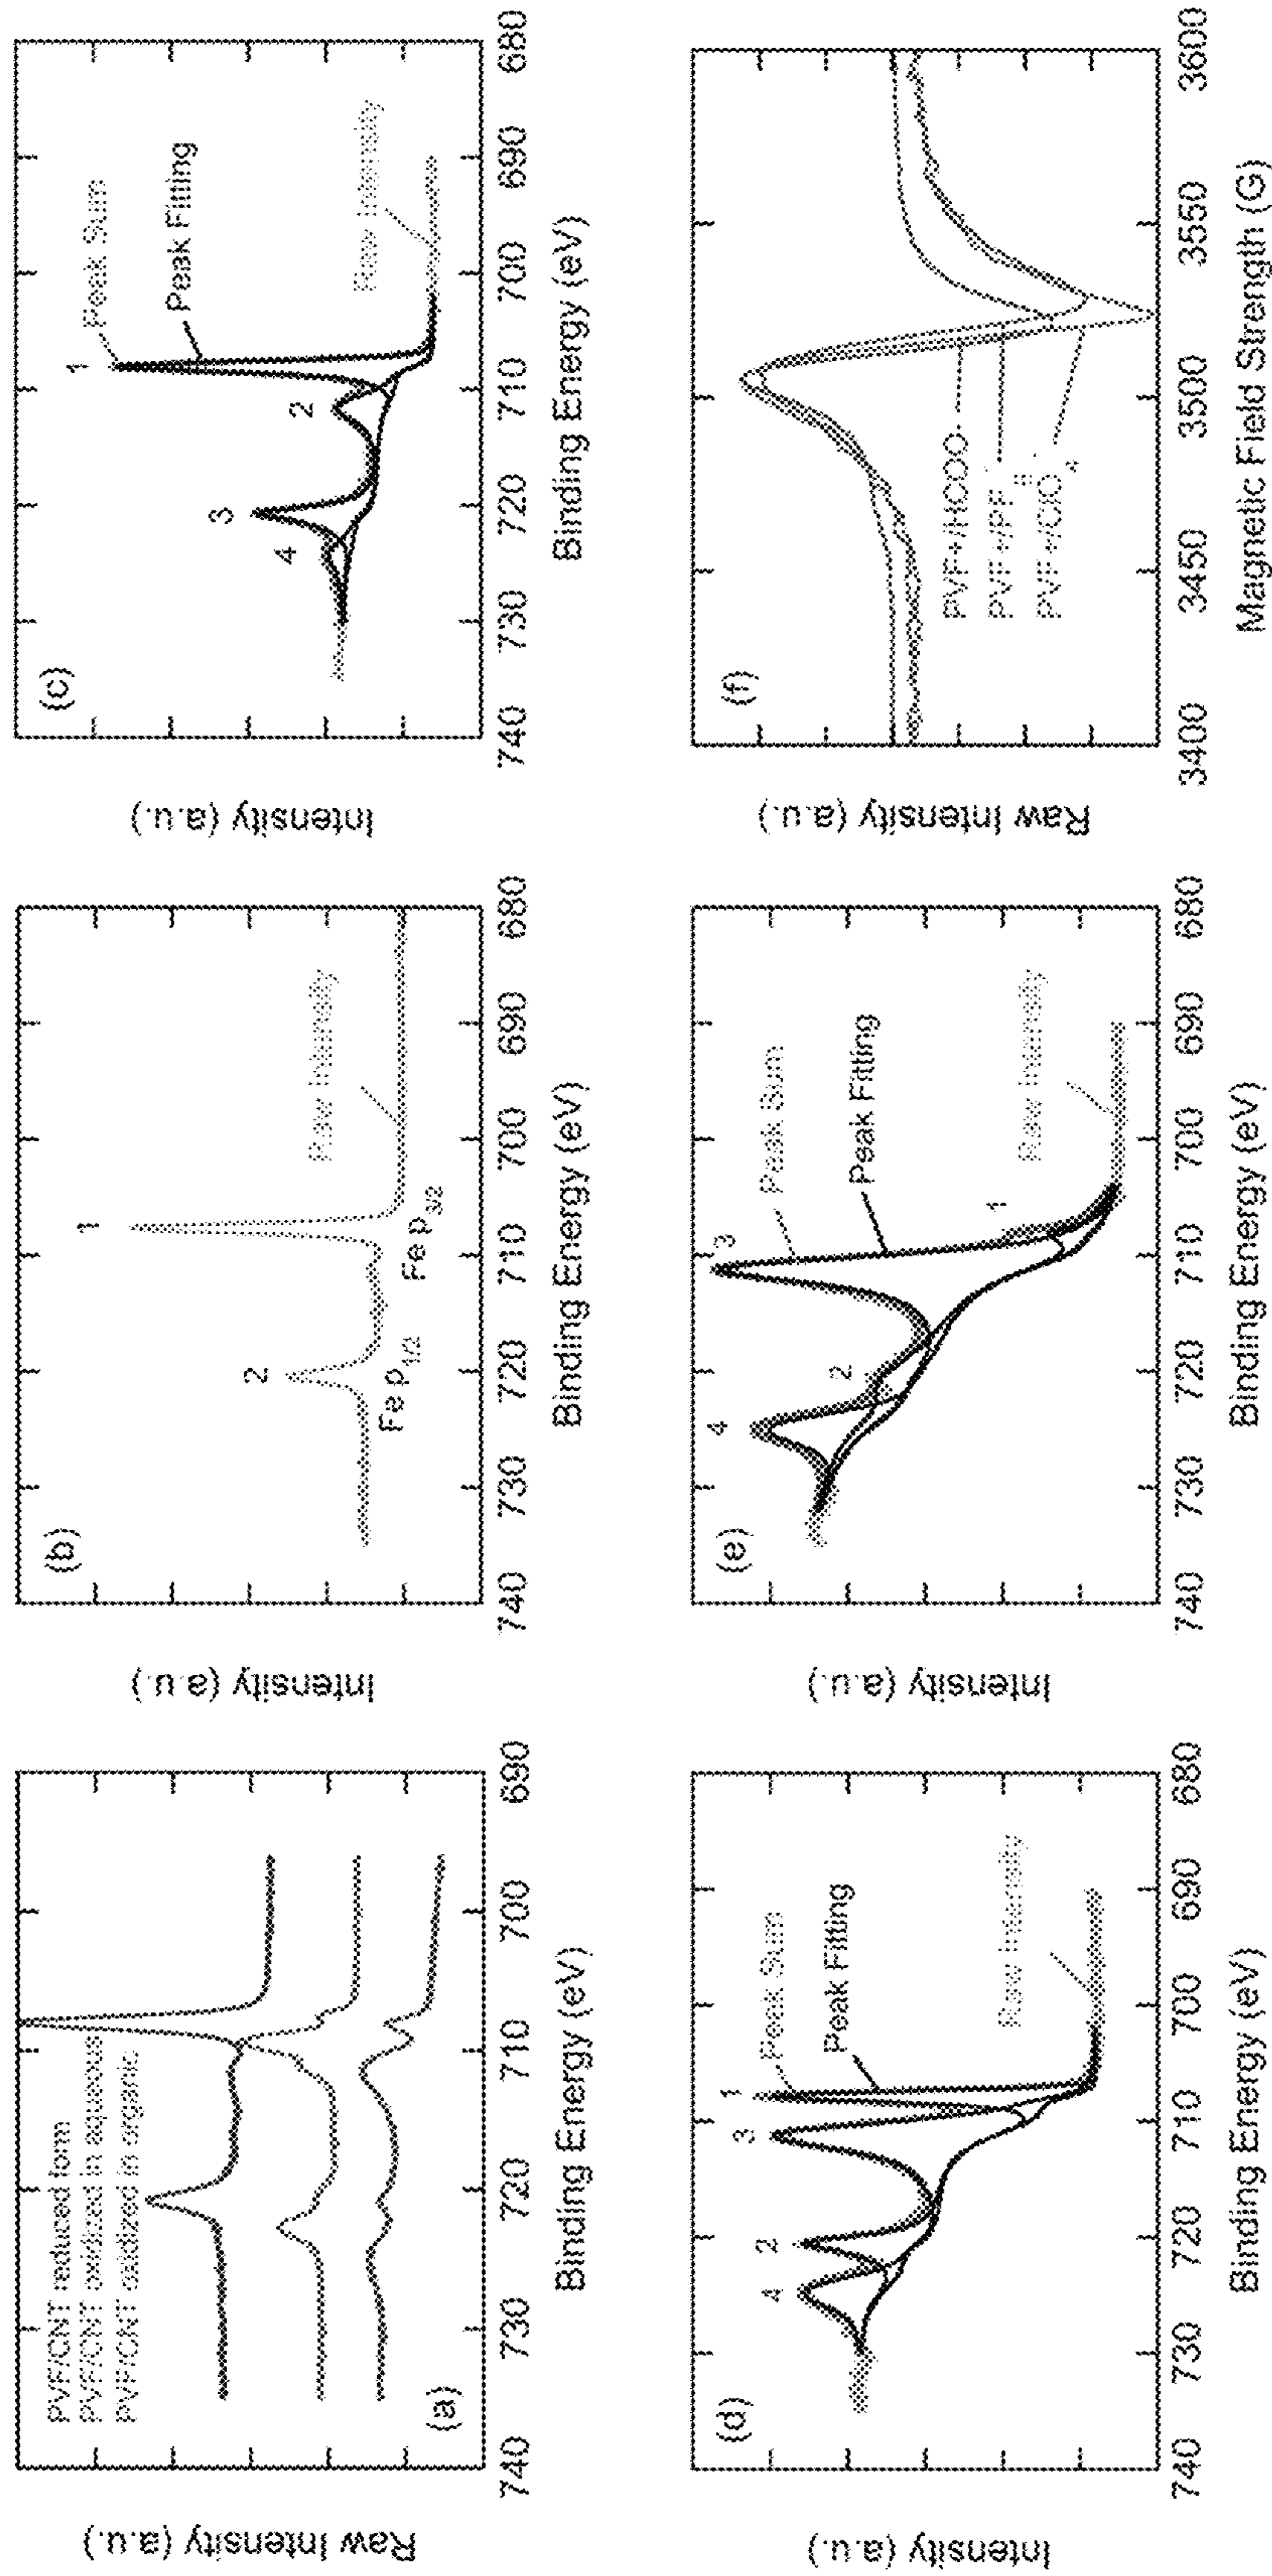 (a)
PVF/CNT reduced form
PVF/CNT oxidized in aqueous
PVF/CNT oxidized in organic
Raw Intensity (a.u.)
740 730 720 710 700 690
Binding Energy (eV)
(b)
1
2
Raw Intensity
Fe p1/2
Fe p3/2
Intensity (a.u.)
740 730 720 710 700 690 680
Binding Energy (eV)
(c)
1
2
3
4
Peak Sum
Peak Fitting
Raw Intensity
Intensity (a.u.)
740 730 720 710 700 690 680
Binding Energy (eV)
(d)
4
2
3
1
Peak Sum
Peak Fitting
Raw Intensity
Intensity (a.u.)
740 730 720 710 700 690 680
Binding Energy (eV)
(e)
4
2
3
1
Peak Sum
Peak Fitting
Raw Intensity
Intensity (a.u.)
740 730 720 710 700 690 680
Binding Energy (eV)
(f)
PVF+/HCOO-
PVF+/PF6-
PVF+/ClO4-
Raw Intensity (a.u.)
3400 3450 3500 3550 3600
Magnetic Field Strength (G)